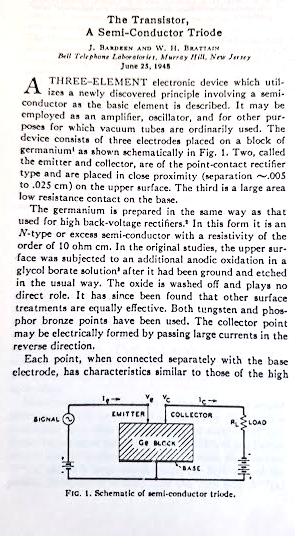 The Transistor,
A Semi-Conductor Triode
J. BARDEEN AND W. H. BRATTAIN
Bell Telephone Laboratories, Murray Hill, New Jersey
June 25, 1948
A THREE-ELEMENT electronic device which util-
izes a newly discovered principle involving a semi-
conductor as the basic element is described. It may be
employed as an amplifier, oscillator, and for other pur-
poses for which vacuum tubes are ordinarily used. The
device consists of three electrodes placed on a block of
germanium¹ as shown schematically in Fig. 1. Two, called
the emitter and collector, are of the point-contact rectifier
type and are placed in close proximity (separation ~.005
to .025 cm) on the upper surface. The third is a large area
low resistance contact on the base.
The germanium is prepared in the same way as that
used for high back-voltage rectifiers.² In this form it is an
N-type or excess semi-conductor with a resistivity of the
order of 10 ohm cm. In the original studies, the upper sur-
face was subjected to an additional anodic oxidation in a
glycol borate solution³ after it had been ground and etched
in the usual way. The oxide is washed off and plays no
direct role. It has since been found that other surface
treatments are equally effective. Both tungsten and phos-
phor bronze points have been used. The collector point
may be electrically formed by passing large currents in the
reverse direction.
Each point, when connected separately with the base
electrode, has characteristics similar to those of the high
Ie→ Ve Vc Ic→
SIGNAL EMITTER COLLECTOR RL LOAD
Ge BLOCK
BASE
+ - - +
FIG. 1. Schematic of semi-conductor triode.